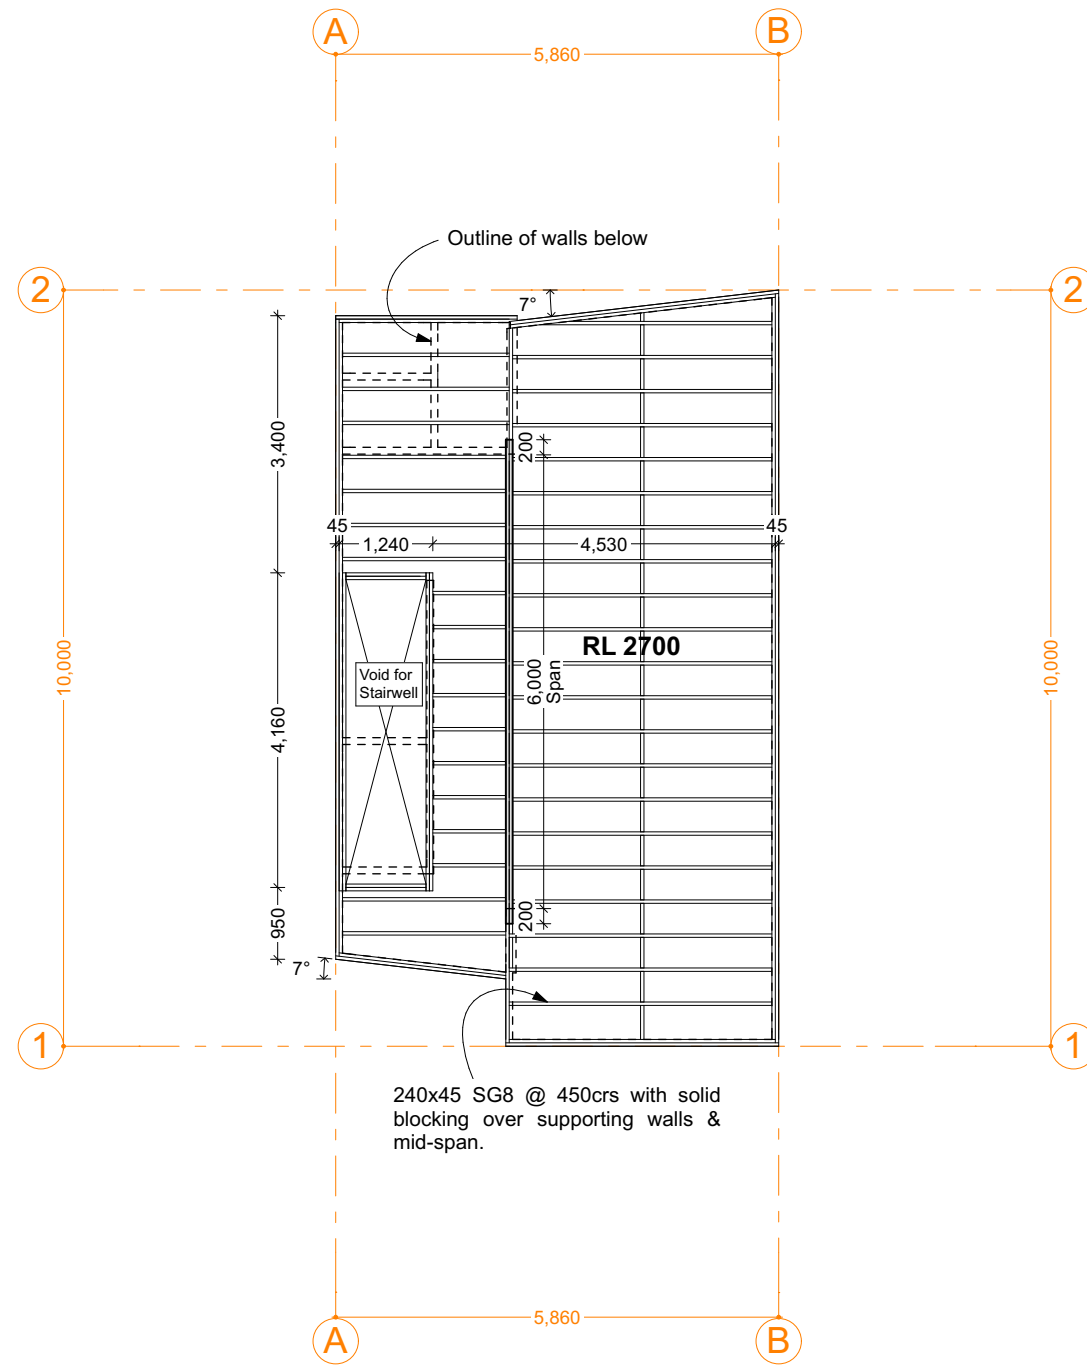 A
B
5,860
Outline of walls below
2
7°
2
3,400
200
45
1,240
4,530
45
RL 2700
10,000
Void for
Stairwell
6,000
Span
10,000
4,160
950
200
7°
1
1
240x45 SG8 @ 450crs with solid
blocking over supporting walls &
mid-span.
5,860
A
B